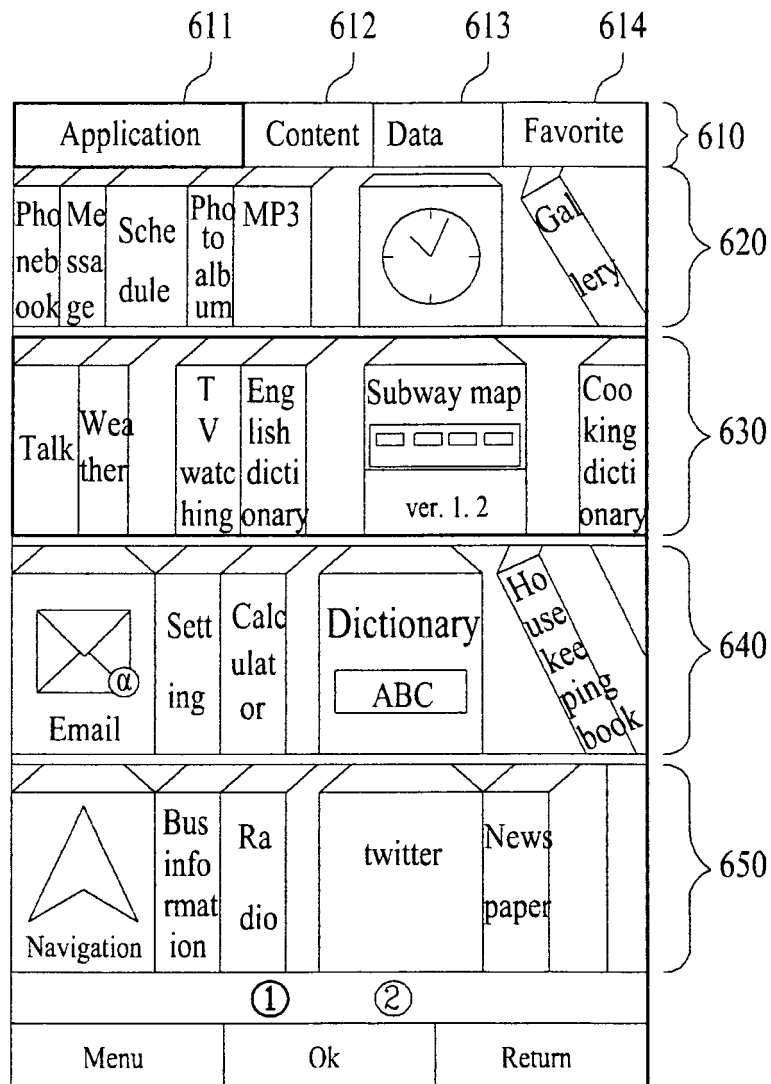 611 612 613 614
Application Content Data Favorite 610
Pho
neb
ook
Me
ssa
ge
Sche
dule
Pho
to
alb
um
MP3
Gal
lery
620
Talk
Wea
ther
T
V
watc
hing
Eng
lish
dicti
onary
Subway map
ver. 1. 2
Coo
king
dicti
onary
630
α
Email
Sett
ing
Calc
ulat
or
Dictionary
ABC
Ho
use
kee
ping
book
640
Navigation
Bus
info
rmat
ion
Ra
dio
twitter
News
paper
650
① ②
Menu Ok Return